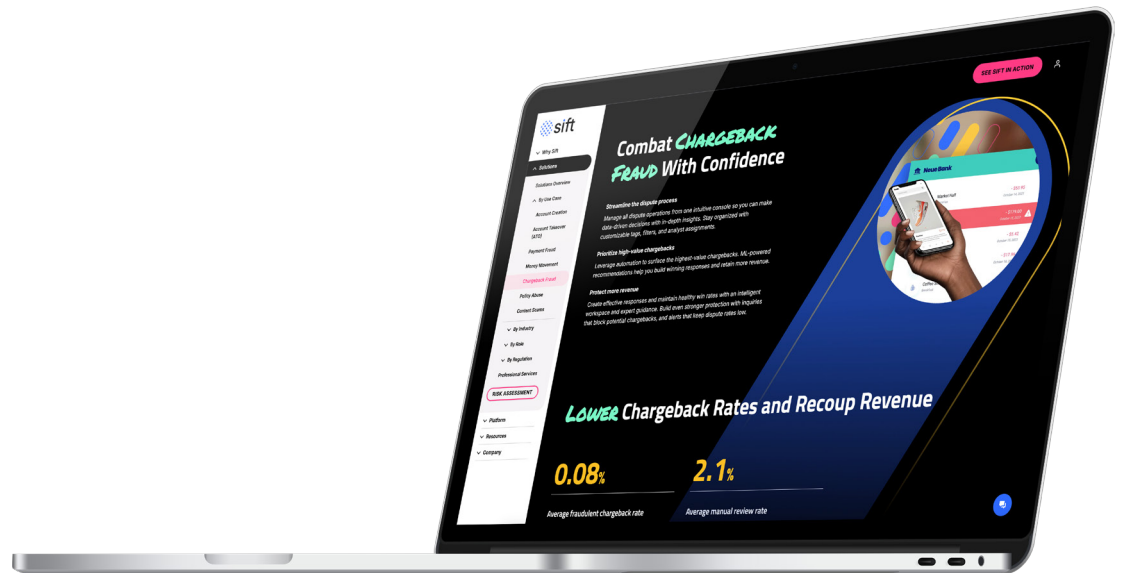 SEE SIFT IN ACTION
sift
Why Sift
Solutions
Solutions Overview
By Use Case
Account Creation
Account Takeover
(ATO)
Payment Fraud
Money Movement
Chargeback Fraud
Policy Abuse
Content Scams
By Industry
By Role
By Regulation
Professional Services
RISK ASSESSMENT
Platform
Resources
Company
Combat CHARGEBACK
FRAUD With Confidence
Streamline the dispute process
Manage all dispute operations from one intuitive console so you can make
data-driven decisions with in-depth insights. Stay organized with
customizable tags, filters, and analyst assignments.
Prioritize high-value chargebacks
Leverage automation to surface the highest-value chargebacks. ML-powered
recommendations help you build winning responses and retain more revenue.
Protect more revenue
Create effective responses and maintain healthy win rates with an intelligent
workspace and expert guidance. Build even stronger protection with inquiries
that block potential chargebacks, and alerts that keep dispute rates low.
NeueBank
LOWER Chargeback Rates and Recoup Revenue
0.08%
Average fraudulent chargeback rate
2.1%
Average manual review rate